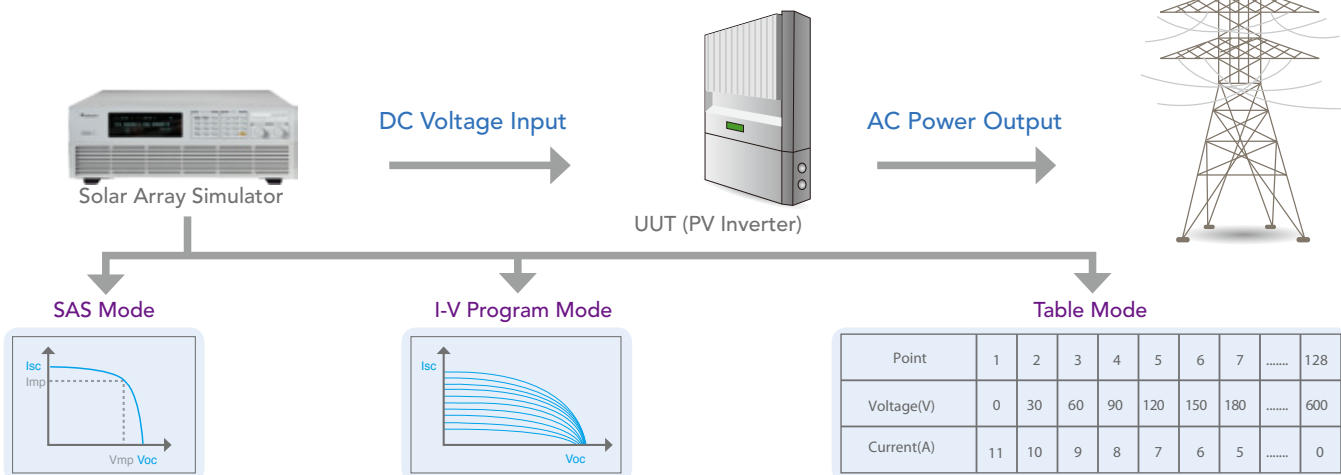 DC Voltage Input
AC Power Output
Solar Array Simulator
UUT (PV Inverter)
SAS Mode
I-V Program Mode
Table Mode
Isc
Imp
Vmp Voc
Isc
Voc
Point 1 2 3 4 5 6 7 ....... 128
Voltage(V) 0 30 60 90 120 150 180 ....... 600
Current(A) 11 10 9 8 7 6 5 ....... 0